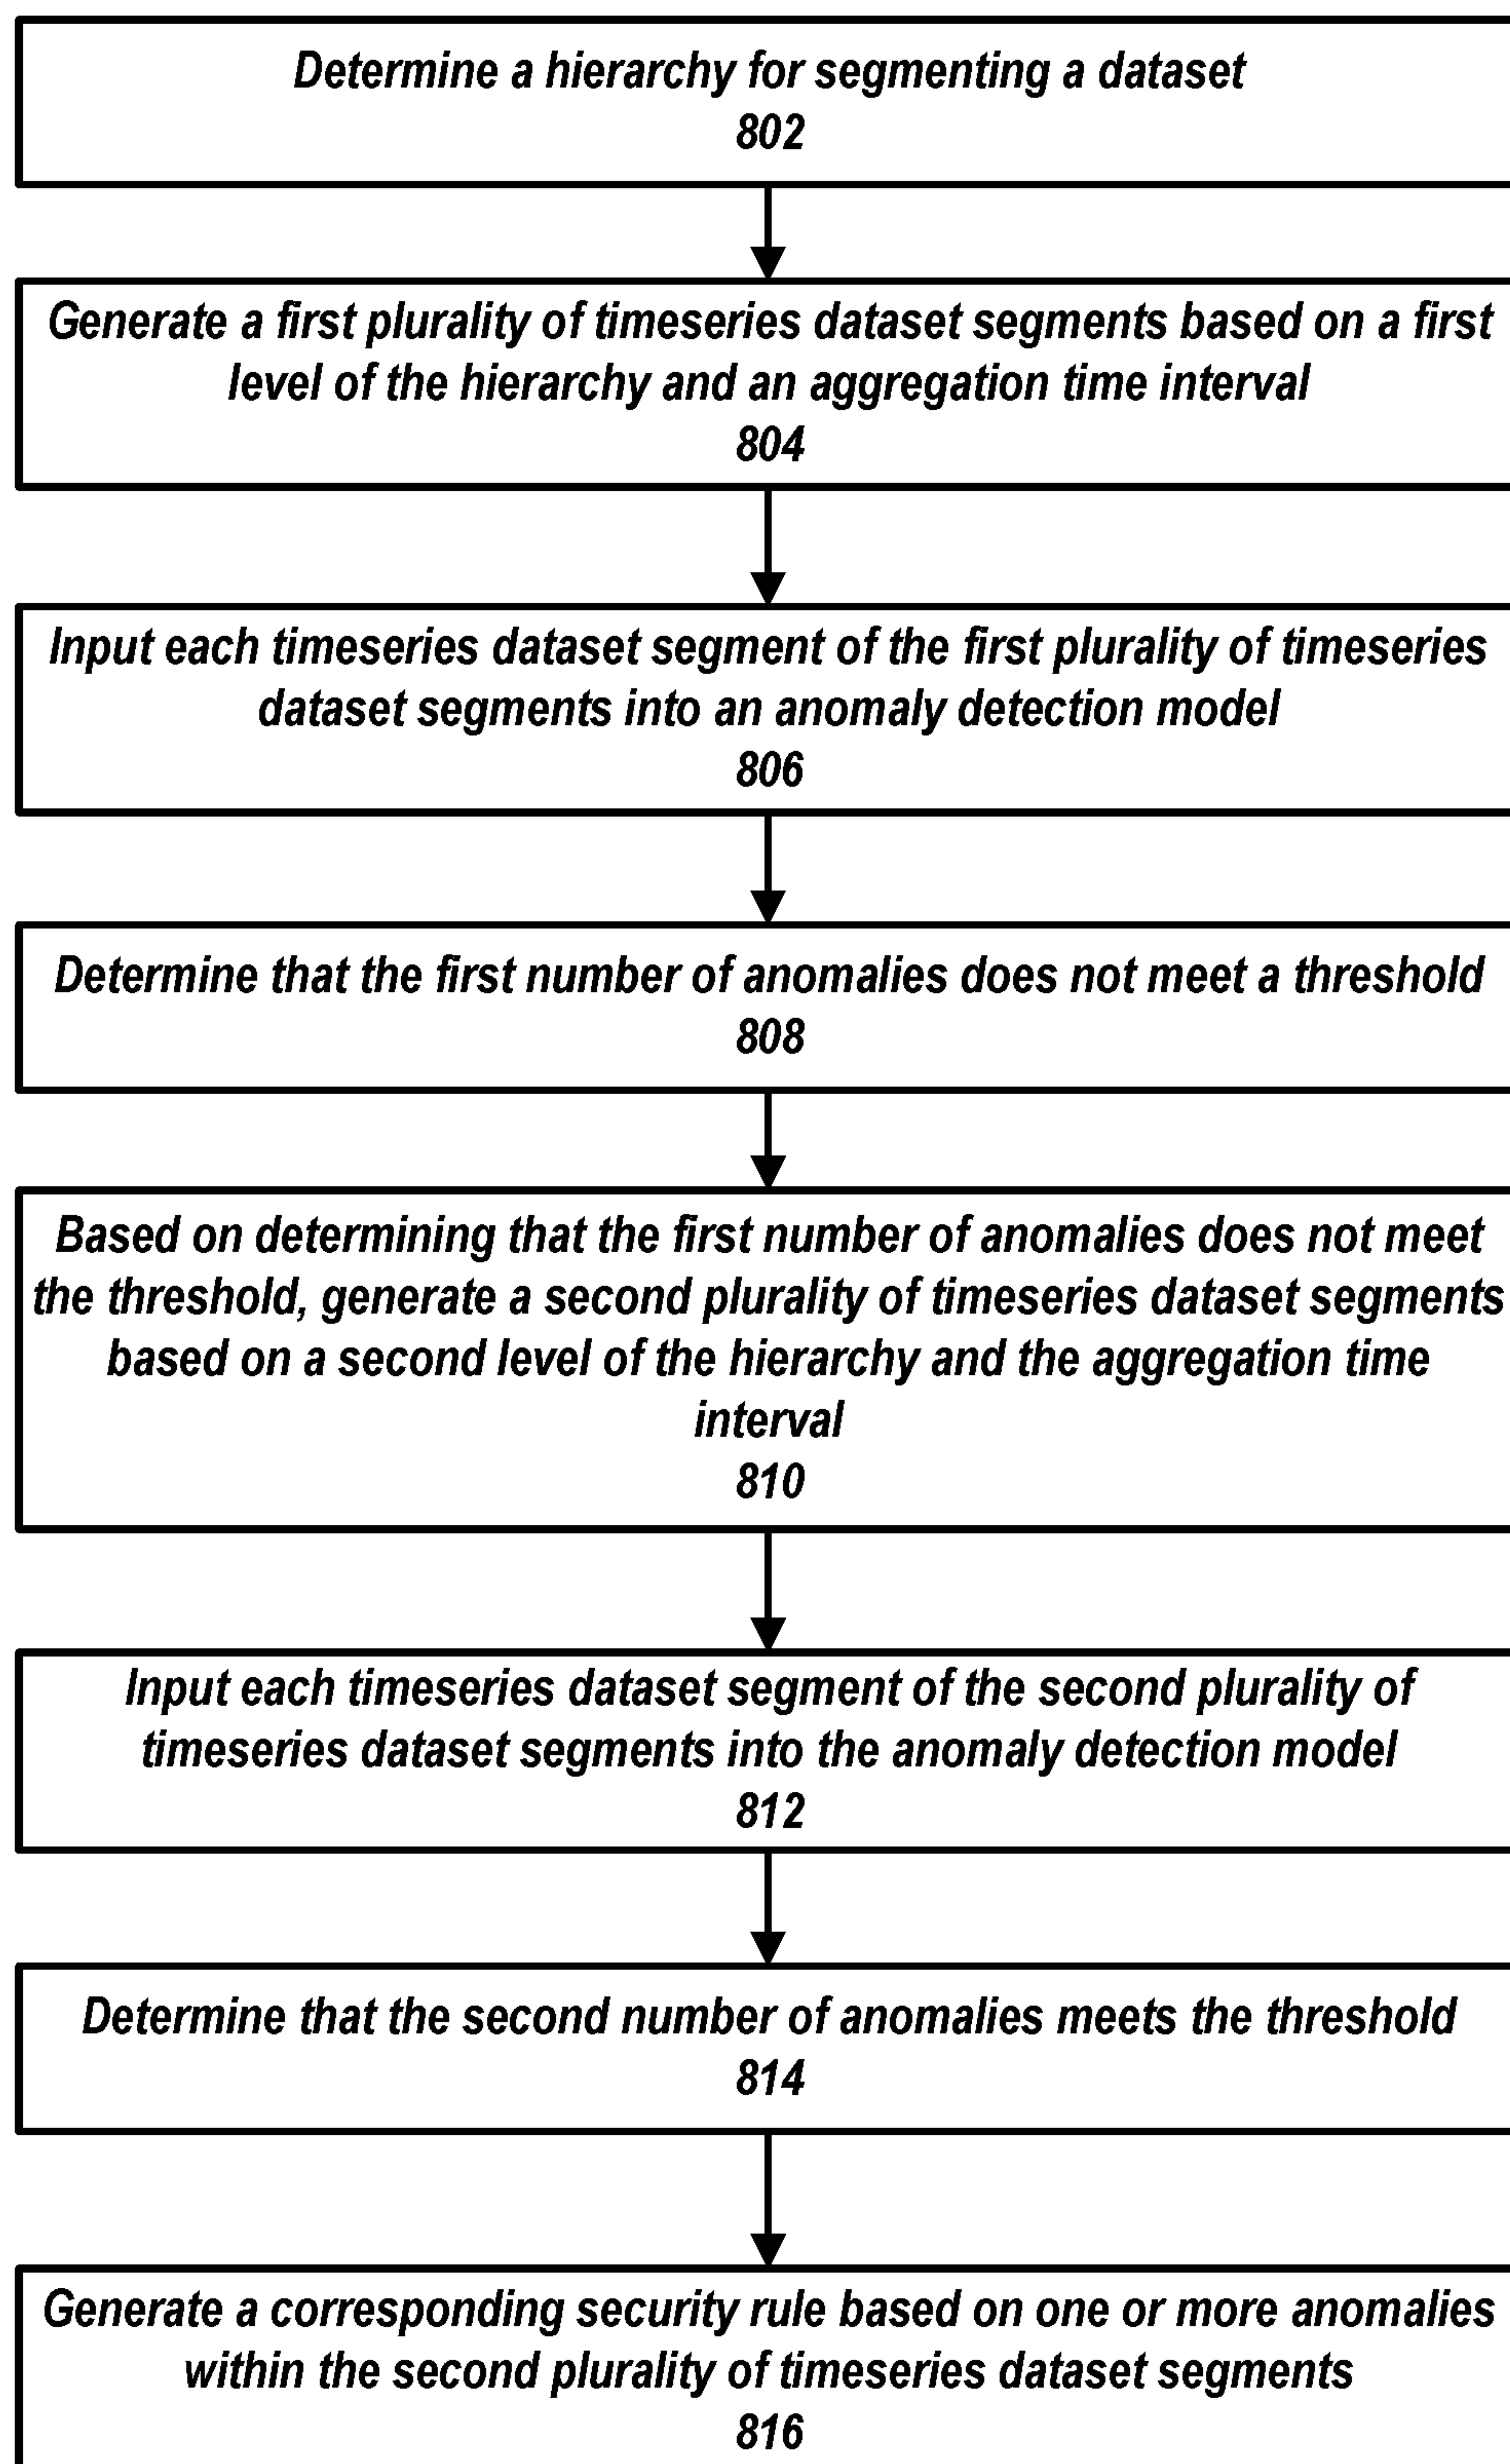 Determine a hierarchy for segmenting a dataset
802
Generate a first plurality of timeseries dataset segments based on a first
level of the hierarchy and an aggregation time interval
804
Input each timeseries dataset segment of the first plurality of timeseries
dataset segments into an anomaly detection model
806
Determine that the first number of anomalies does not meet a threshold
808
Based on determining that the first number of anomalies does not meet
the threshold, generate a second plurality of timeseries dataset segments
based on a second level of the hierarchy and the aggregation time
interval
810
Input each timeseries dataset segment of the second plurality of
timeseries dataset segments into the anomaly detection model
812
Determine that the second number of anomalies meets the threshold
814
Generate a corresponding security rule based on one or more anomalies
within the second plurality of timeseries dataset segments
816